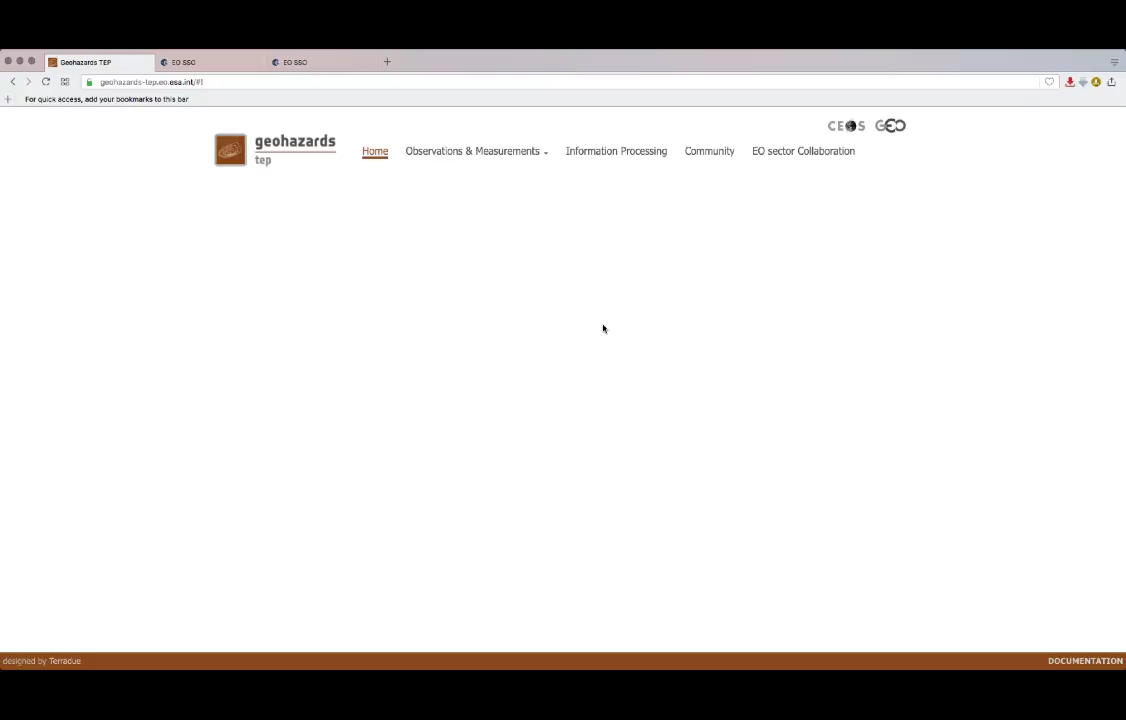 Geohazards TEP
EO SSO
EO SSO
geohazards-tep.eo.esa.int/#!
For quick access, add your bookmarks to this bar
CEOS GEO
geohazards
tep
Home
Observations & Measurements
Information Processing
Community
EO sector Collaboration
designed by Terradue
DOCUMENTATION